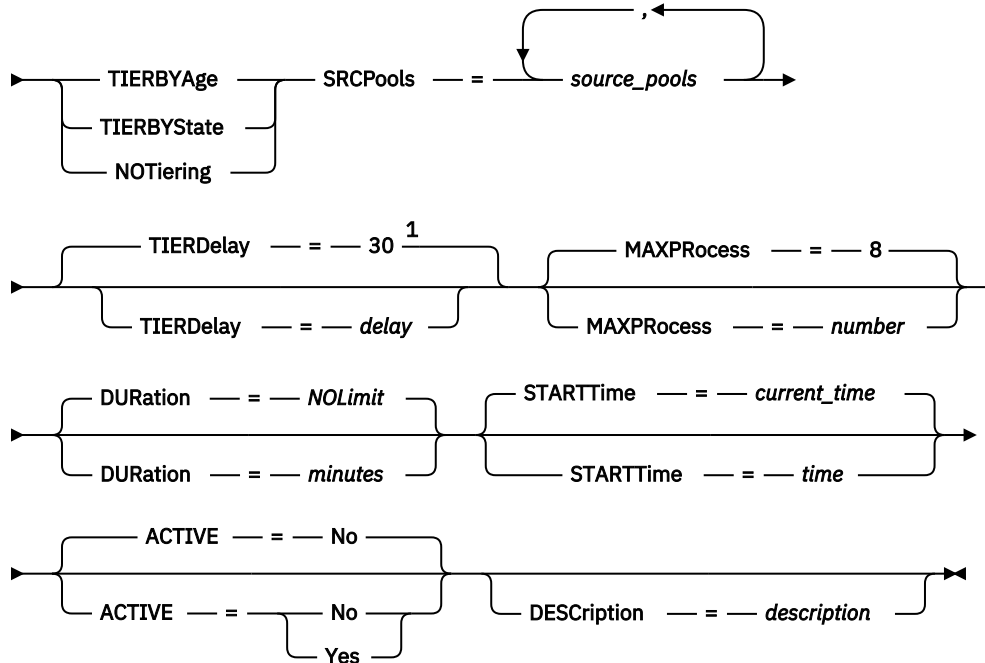 ,
TIERBYAge SRCPools = source_pools
TIERBYState
NOTiering
TIERDelay = 30 1 MAXPRocess = 8
TIERDelay = delay MAXPRocess = number
DURation = NOLimit STARTTime = current_time
DURation = minutes STARTTime = time
ACTIVE = No
ACTIVE = No DESCription = description
Yes